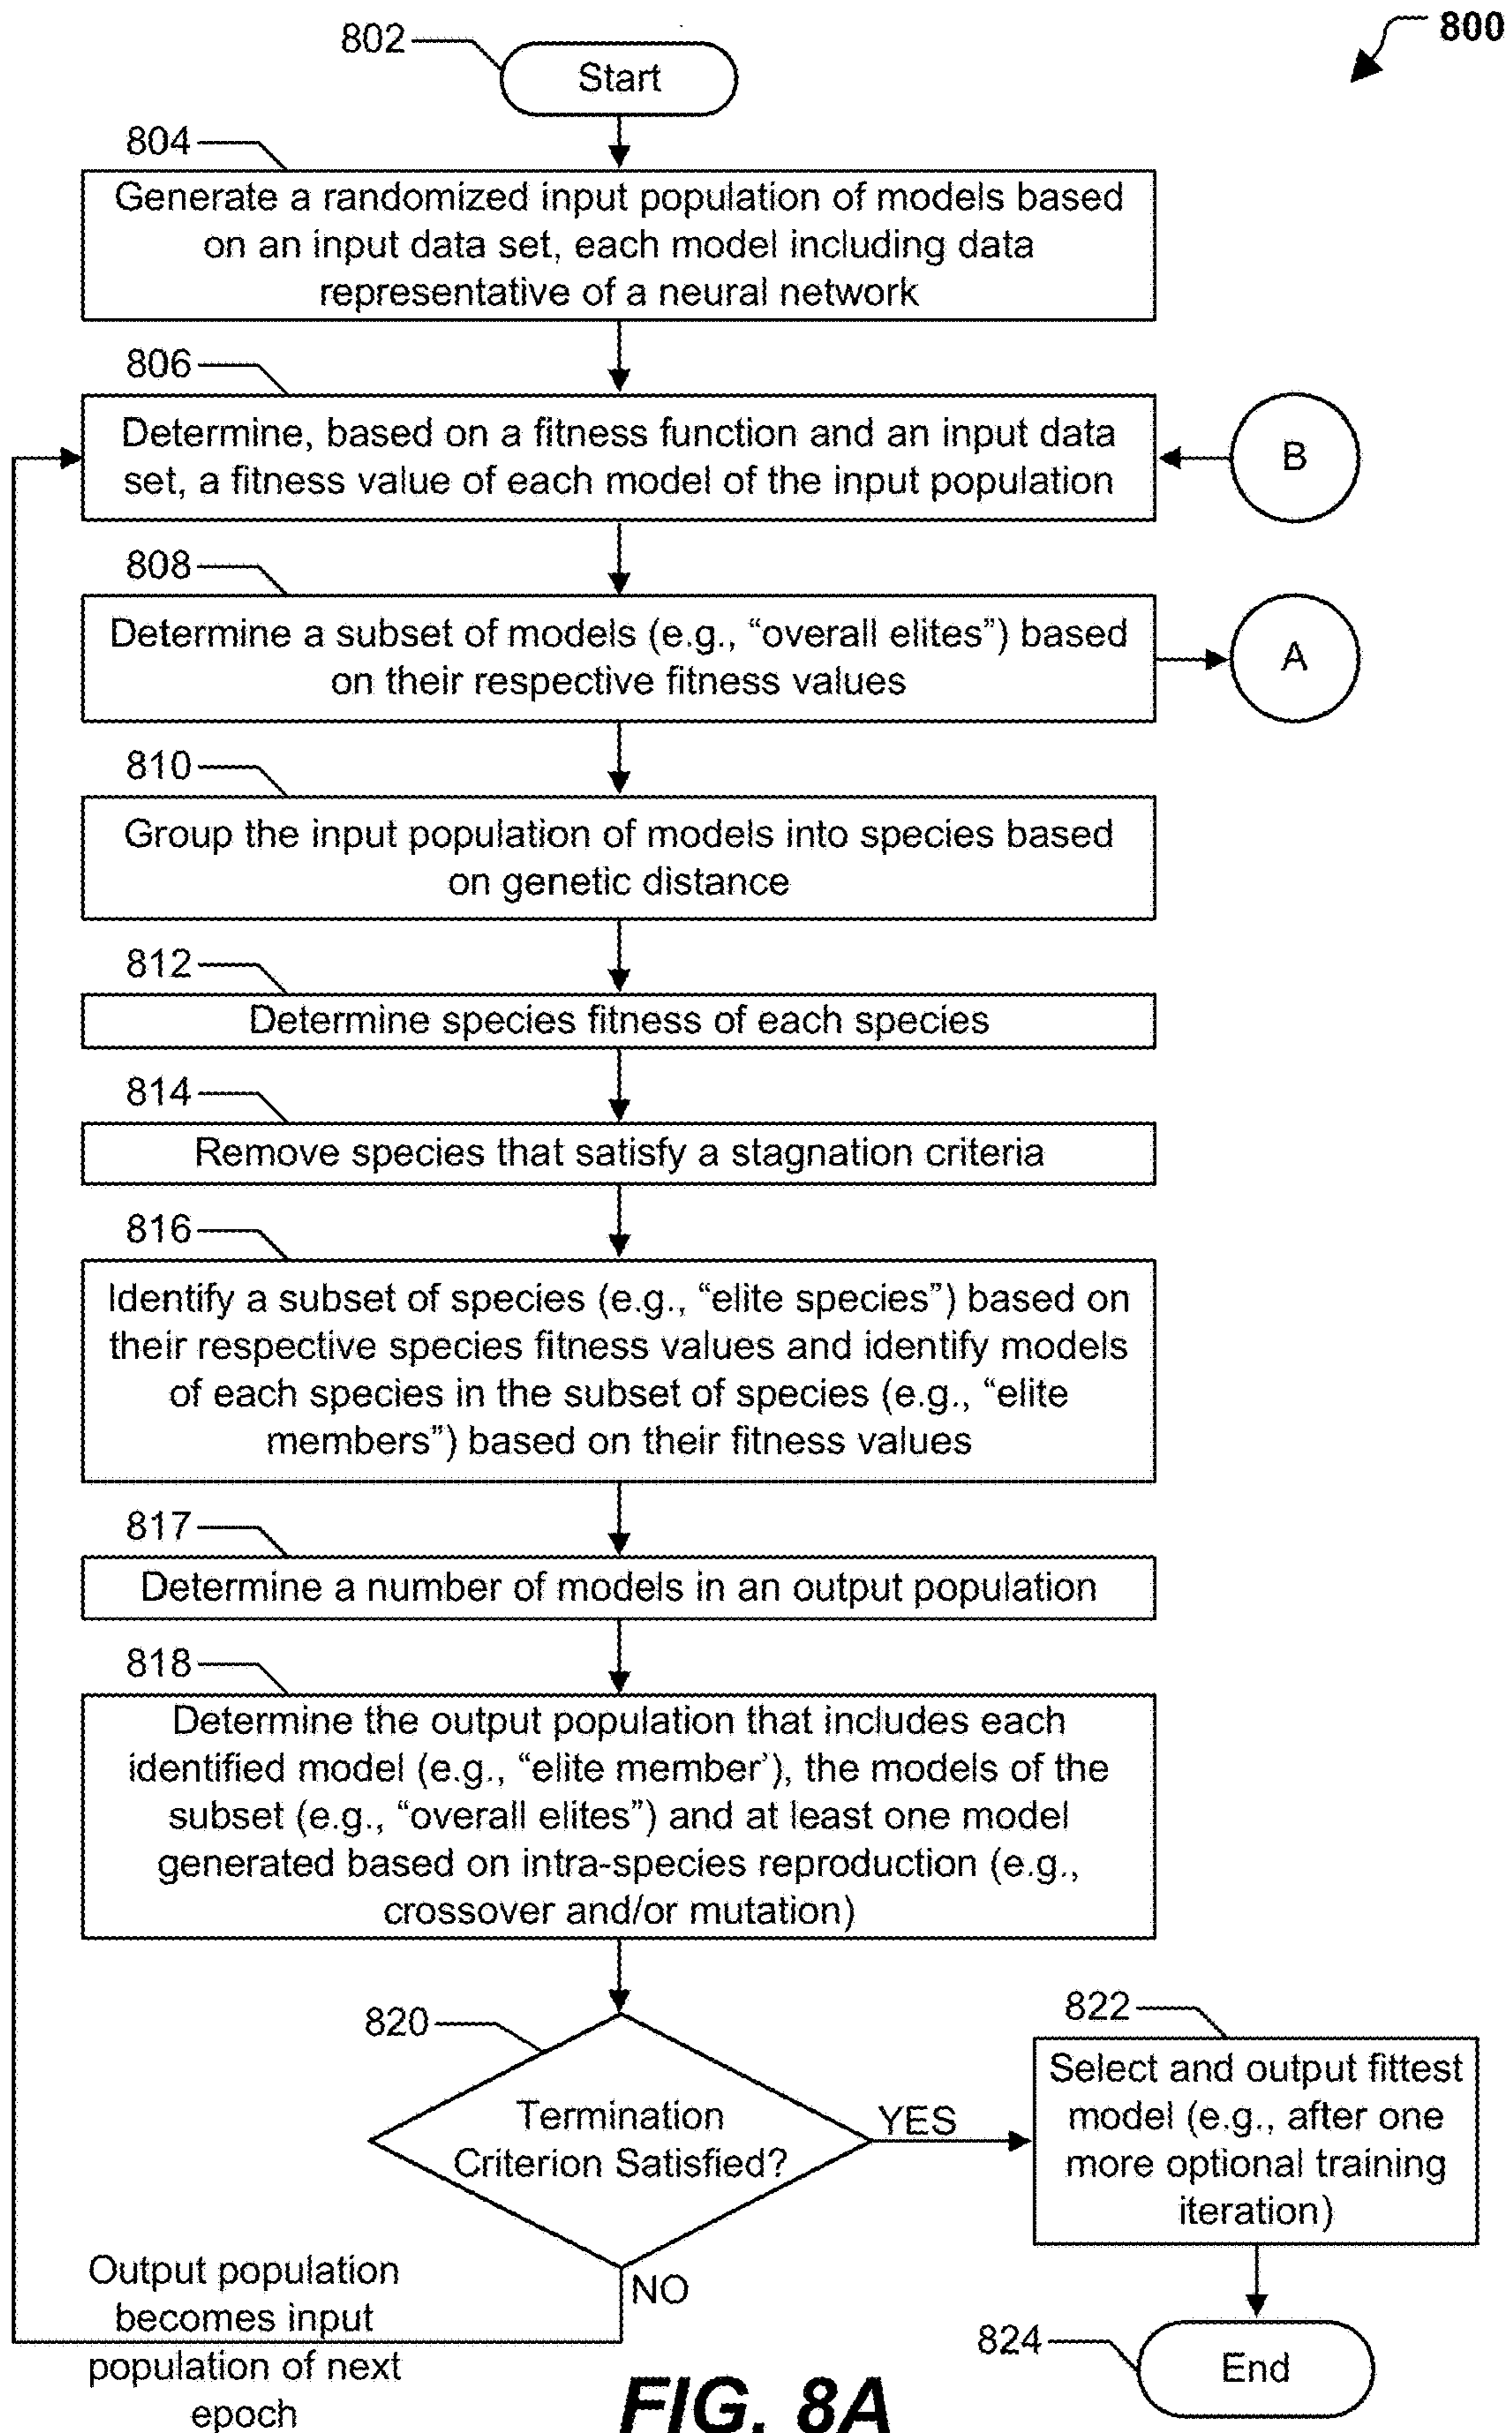 800
802
Start
804
Generate a randomized input population of models based
on an input data set, each model including data
representative of a neural network
806
Determine, based on a fitness function and an input data
set, a fitness value of each model of the input population
B
808
Determine a subset of models (e.g., “overall elites”) based
on their respective fitness values
A
810
Group the input population of models into species based
on genetic distance
812
Determine species fitness of each species
814
Remove species that satisfy a stagnation criteria
816
Identify a subset of species (e.g., “elite species”) based on
their respective species fitness values and identify models
of each species in the subset of species (e.g., “elite
members”) based on their fitness values
817
Determine a number of models in an output population
818
Determine the output population that includes each
identified model (e.g., “elite member’), the models of the
subset (e.g., “overall elites”) and at least one model
generated based on intra-species reproduction (e.g.,
crossover and/or mutation)
820
Termination
Criterion Satisfied?
YES
822
Select and output fittest
model (e.g., after one
more optional training
iteration)
NO
Output population
becomes input
population of next
epoch
824
End
FIG. 8A